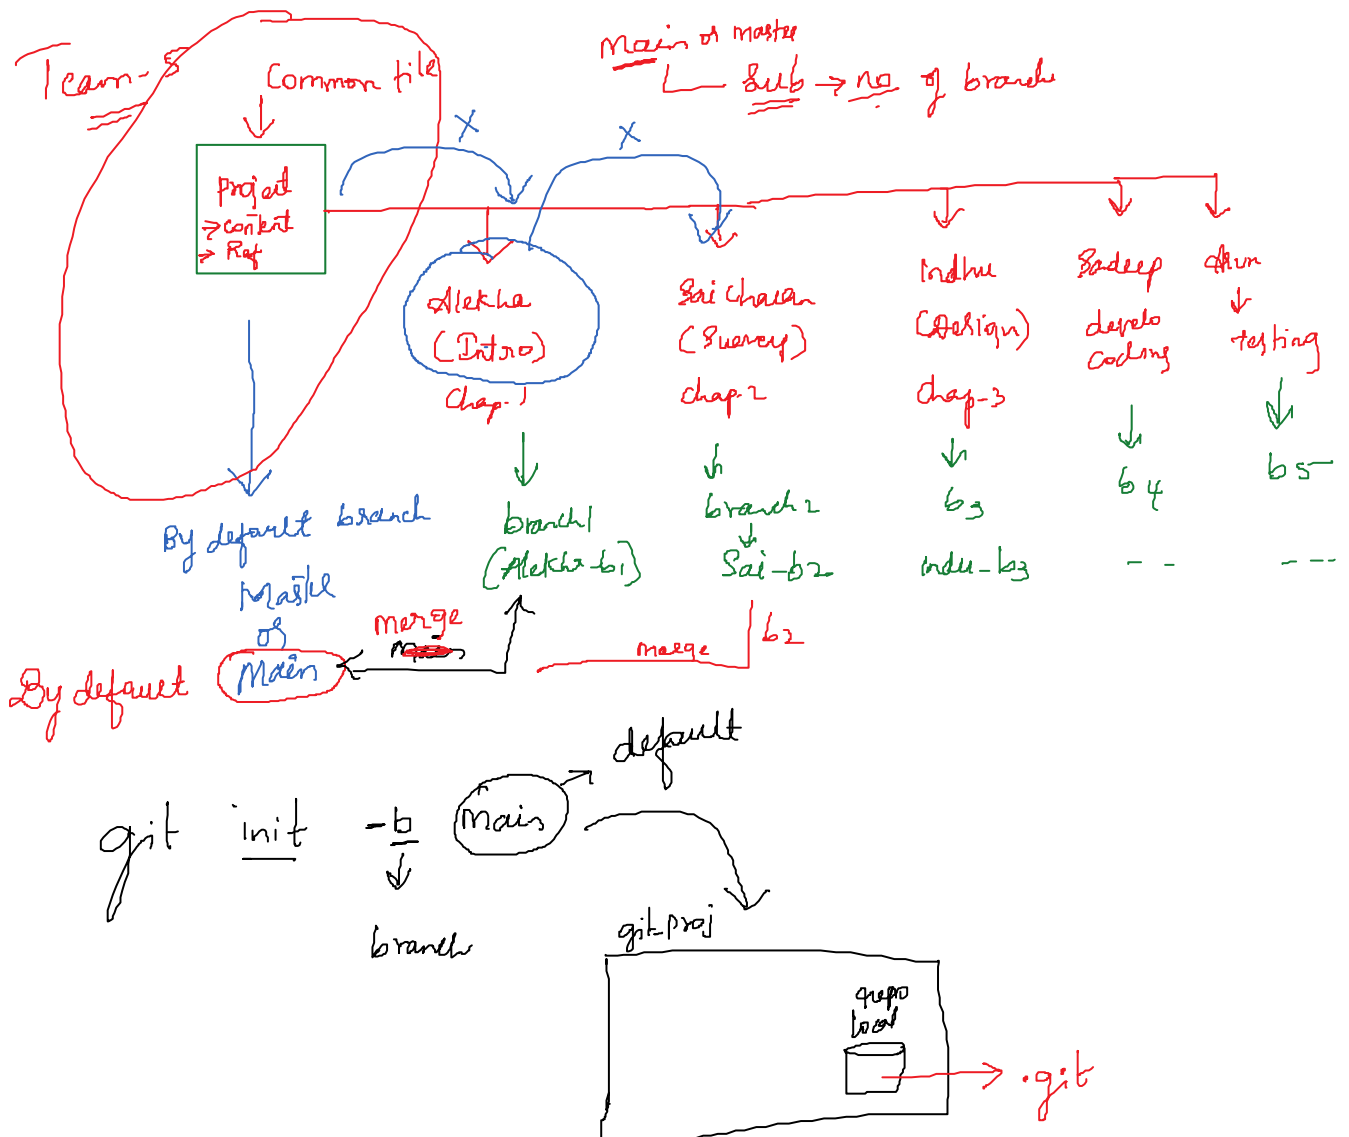 Team-5
Common file
Main or master
Sub → no of branch
X
X
Project
→ content
→ Ref
Alekha
(Intro)
Chap-1
Sai Charan
(Survey)
chap-2
Indhu
(Design)
Chap-3
Sadeep
develo
coding
Arun
testing
branch1
(Alekha-b1)
branch2
Sai-b2
b3
indu-b3
b4
- -
b5
- - -
By default branch
Master
or
Main
By default
merge
merge
b2
default
git init -b main
branch
git-proj
repo
local
.git